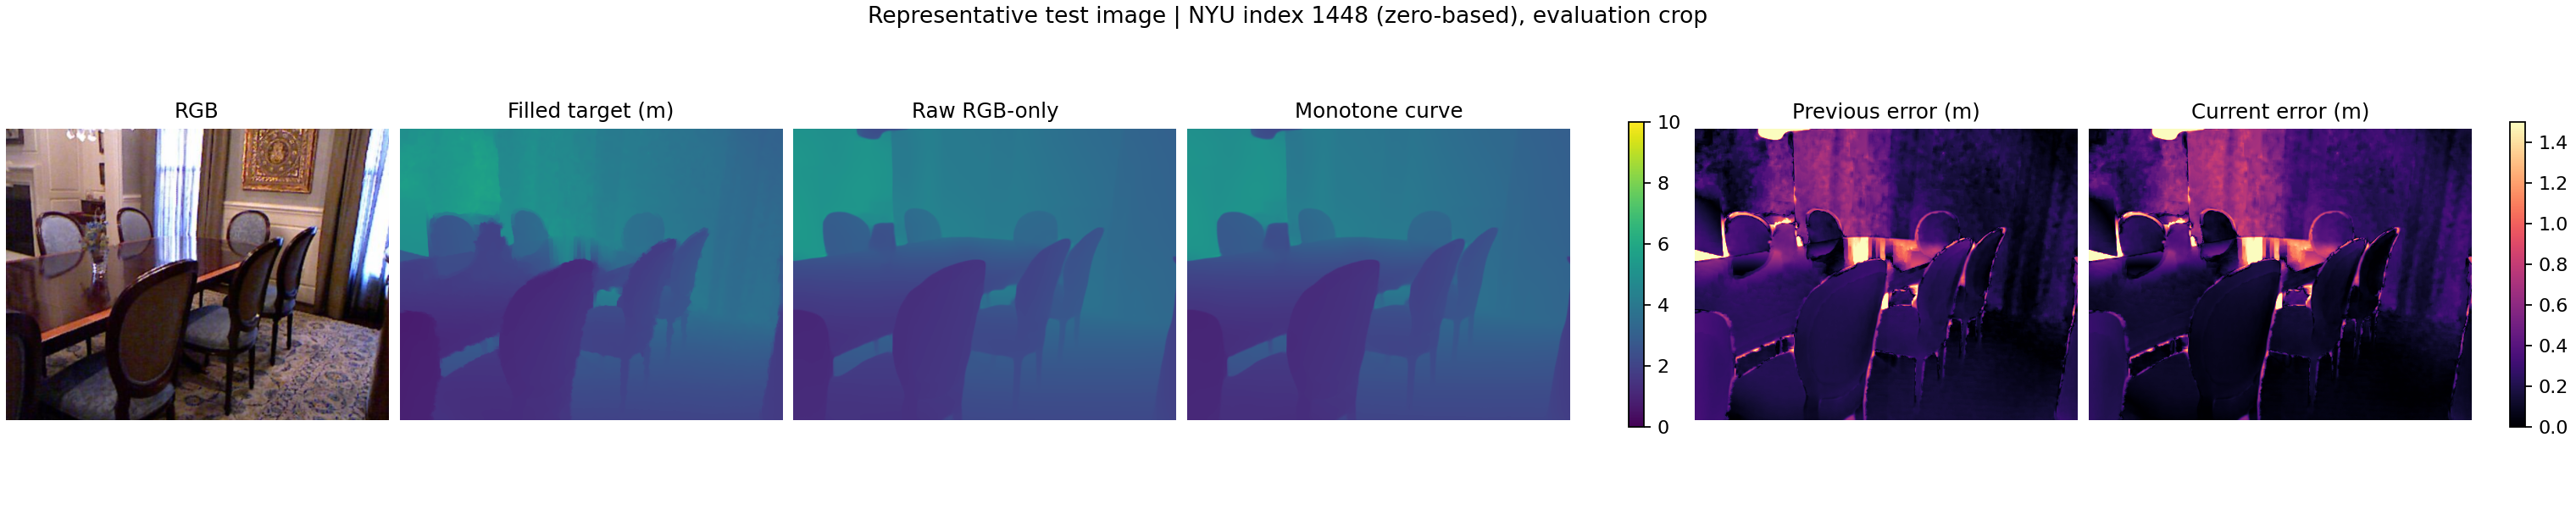 Representative test image | NYU index 1448 (zero-based), evaluation crop
RGB
Filled target (m)
Raw RGB-only
Monotone curve
10
8
6
4
2
0
Previous error (m)
Current error (m)
1.4
1.2
1.0
0.8
0.6
0.4
0.2
0.0